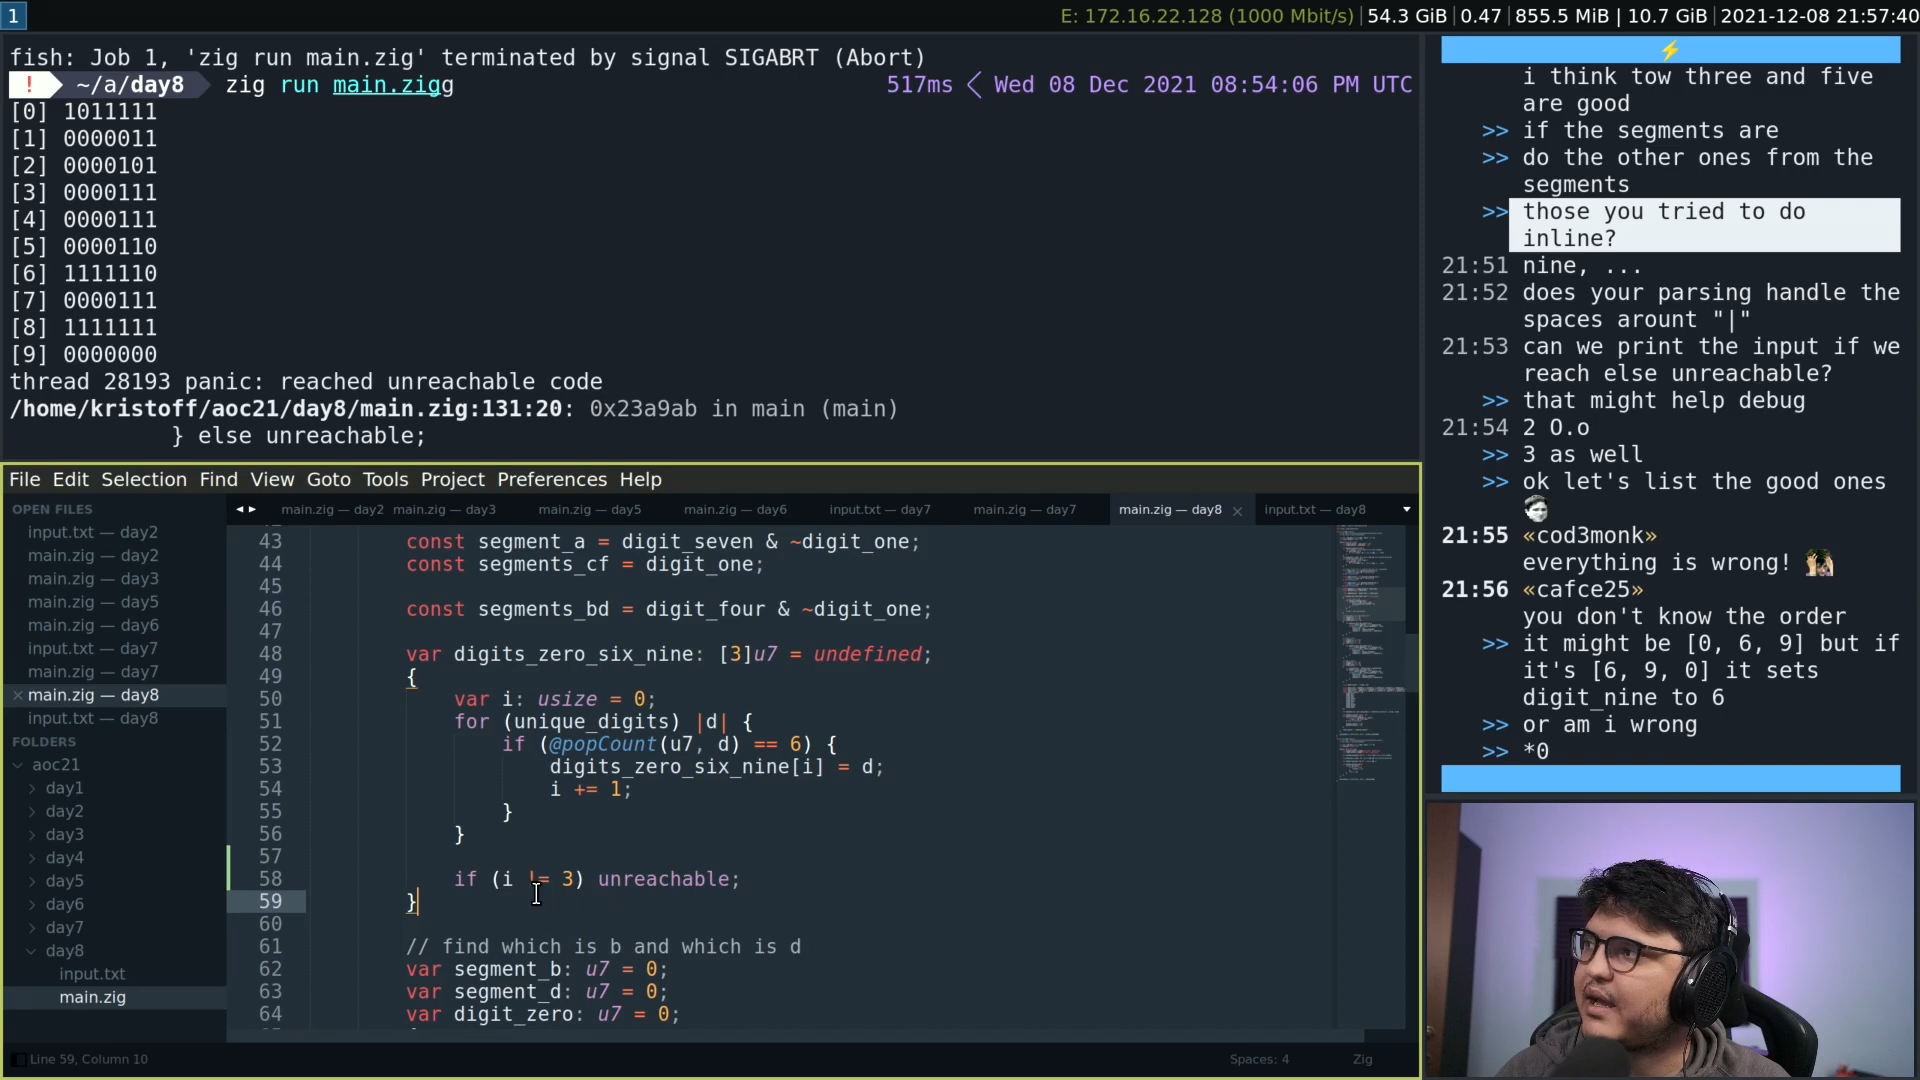 1
E: 172.16.22.128 (1000 Mbit/s) | 54.3 GiB | 0.47 | 855.5 MiB | 10.7 GiB | 2021-12-08 21:57:40
fish: Job 1, 'zig run main.zig' terminated by signal SIGABRT (Abort)
! ~/a/day8 zig run main.zigg 517ms < Wed 08 Dec 2021 08:54:06 PM UTC
[0] 1011111
[1] 0000011
[2] 0000101
[3] 0000111
[4] 0000111
[5] 0000110
[6] 1111110
[7] 0000111
[8] 1111111
[9] 0000000
thread 28193 panic: reached unreachable code
/home/kristoff/aoc21/day8/main.zig:131:20: 0x23a9ab in main (main)
} else unreachable;
File Edit Selection Find View Goto Tools Project Preferences Help
OPEN FILES
input.txt — day2
main.zig — day2
main.zig — day3
main.zig — day5
main.zig — day6
input.txt — day7
main.zig — day7
× main.zig — day8
input.txt — day8
FOLDERS
aoc21
day1
day2
day3
day4
day5
day6
day7
day8
input.txt
main.zig
main.zig — day2 main.zig — day3 main.zig — day5 main.zig — day6 input.txt — day7 main.zig — day7 main.zig — day8 × input.txt — day8
43 const segment_a = digit_seven & ~digit_one;
44 const segments_cf = digit_one;
45
46 const segments_bd = digit_four & ~digit_one;
47
48 var digits_zero_six_nine: [3]u7 = undefined;
49 {
50 var i: usize = 0;
51 for (unique_digits) |d| {
52 if (@popCount(u7, d) == 6) {
53 digits_zero_six_nine[i] = d;
54 i += 1;
55 }
56 }
57
58 if (i != 3) unreachable;
59 }
60
61 // find which is b and which is d
62 var segment_b: u7 = 0;
63 var segment_d: u7 = 0;
64 var digit_zero: u7 = 0;
Line 59, Column 10 Spaces: 4 Zig
i think tow three and five
are good
>> if the segments are
>> do the other ones from the
segments
>> those you tried to do
inline?
21:51 nine, ...
21:52 does your parsing handle the
spaces arount "|"
21:53 can we print the input if we
reach else unreachable?
>> that might help debug
21:54 2 O.o
>> 3 as well
>> ok let's list the good ones
21:55 «cod3monk»
everything is wrong!
21:56 «cafce25»
you don't know the order
>> it might be [0, 6, 9] but if
it's [6, 9, 0] it sets
digit_nine to 6
>> or am i wrong
>> *0